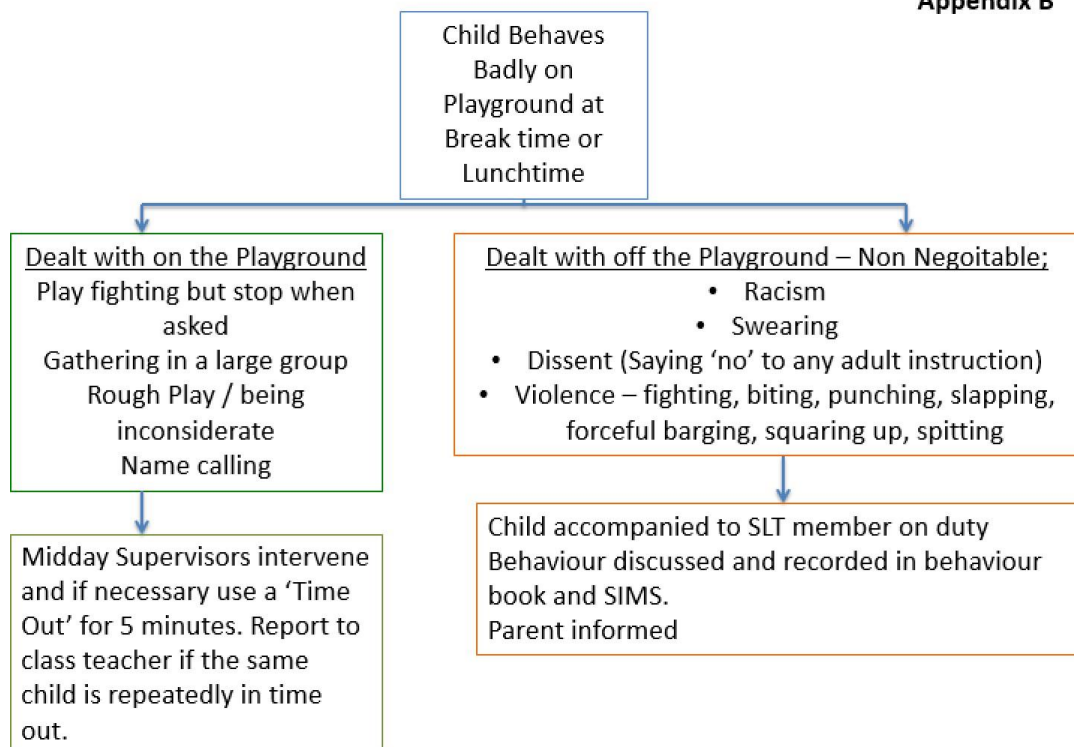 Appendix B
Child Behaves
Badly on
Playground at
Break time or
Lunchtime
Dealt with on the Playground
Play fighting but stop when
asked
Gathering in a large group
Rough Play / being
inconsiderate
Name calling
Dealt with off the Playground – Non Negoitable;
• Racism
• Swearing
• Dissent (Saying ‘no’ to any adult instruction)
• Violence – fighting, biting, punching, slapping,
forceful barging, squaring up, spitting
Midday Supervisors intervene
and if necessary use a ‘Time
Out’ for 5 minutes. Report to
class teacher if the same
child is repeatedly in time
out.
Child accompanied to SLT member on duty
Behaviour discussed and recorded in behaviour
book and SIMS.
Parent informed